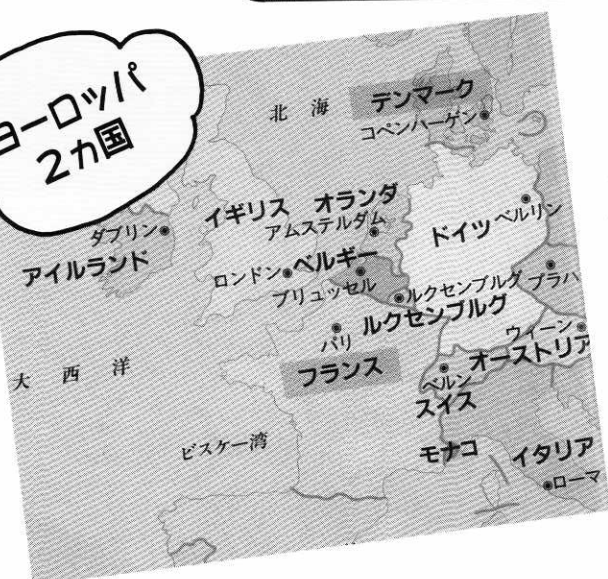 ヨーロッパ
2カ国
北海
デンマーク
コペンハーゲン
イギリス
オランダ
アムステルダム
ドイツ
ベルリン
ダブリン
アイルランド
ロンドン
ベルギー
ブリュッセル
ルクセンブルグ
プラハ
ルクセンブルグ
パリ
ウィーン
オーストリア
大西洋
フランス
ベルン
スイス
ビスケー湾
モナコ
イタリア
ローマ